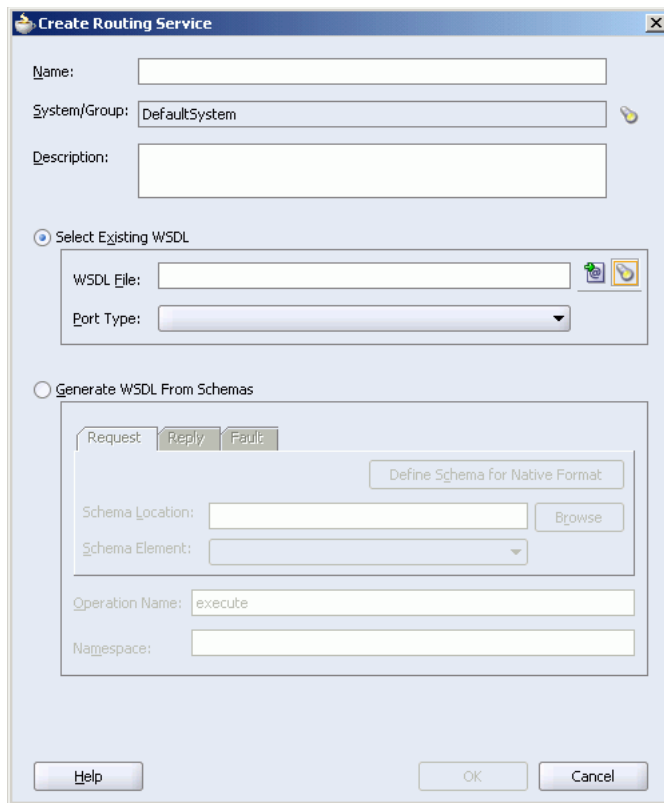 Create Routing Service
Name:
System/Group: DefaultSystem
Description:
Select Existing WSDL
WSDL File:
Port Type:
Generate WSDL From Schemas
Request Reply Fault
Define Schema for Native Format
Schema Location: Browse
Schema Element:
Operation Name: execute
Namespace:
Help OK Cancel